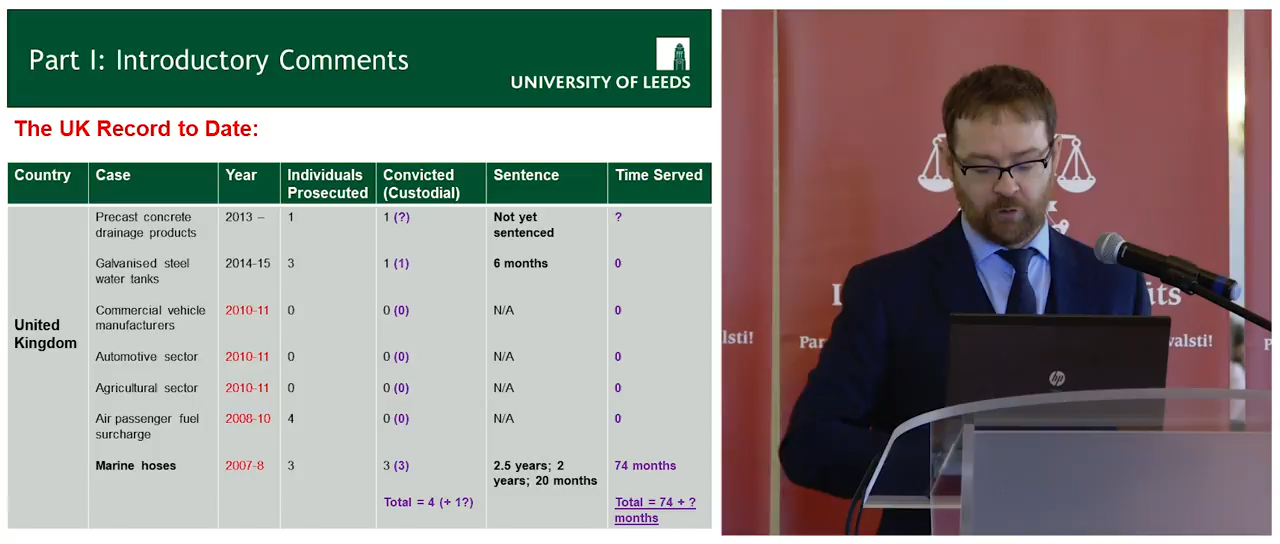 Part I: Introductory Comments
UNIVERSITY OF LEEDS
The UK Record to Date:
Country Case Year Individuals Prosecuted Convicted (Custodial) Sentence Time Served
United Kingdom
Precast concrete drainage products 2013 – 1 1 (?) Not yet sentenced ?
Galvanised steel water tanks 2014-15 3 1 (1) 6 months 0
Commercial vehicle manufacturers 2010-11 0 0 (0) N/A 0
Automotive sector 2010-11 0 0 (0) N/A 0
Agricultural sector 2010-11 0 0 (0) N/A 0
Air passenger fuel surcharge 2008-10 4 0 (0) N/A 0
Marine hoses 2007-8 3 3 (3) 2.5 years; 2 years; 20 months 74 months
Total = 4 (+ 1?) Total = 74 + ? months
lsti!
Par
valsti!
Par
hp